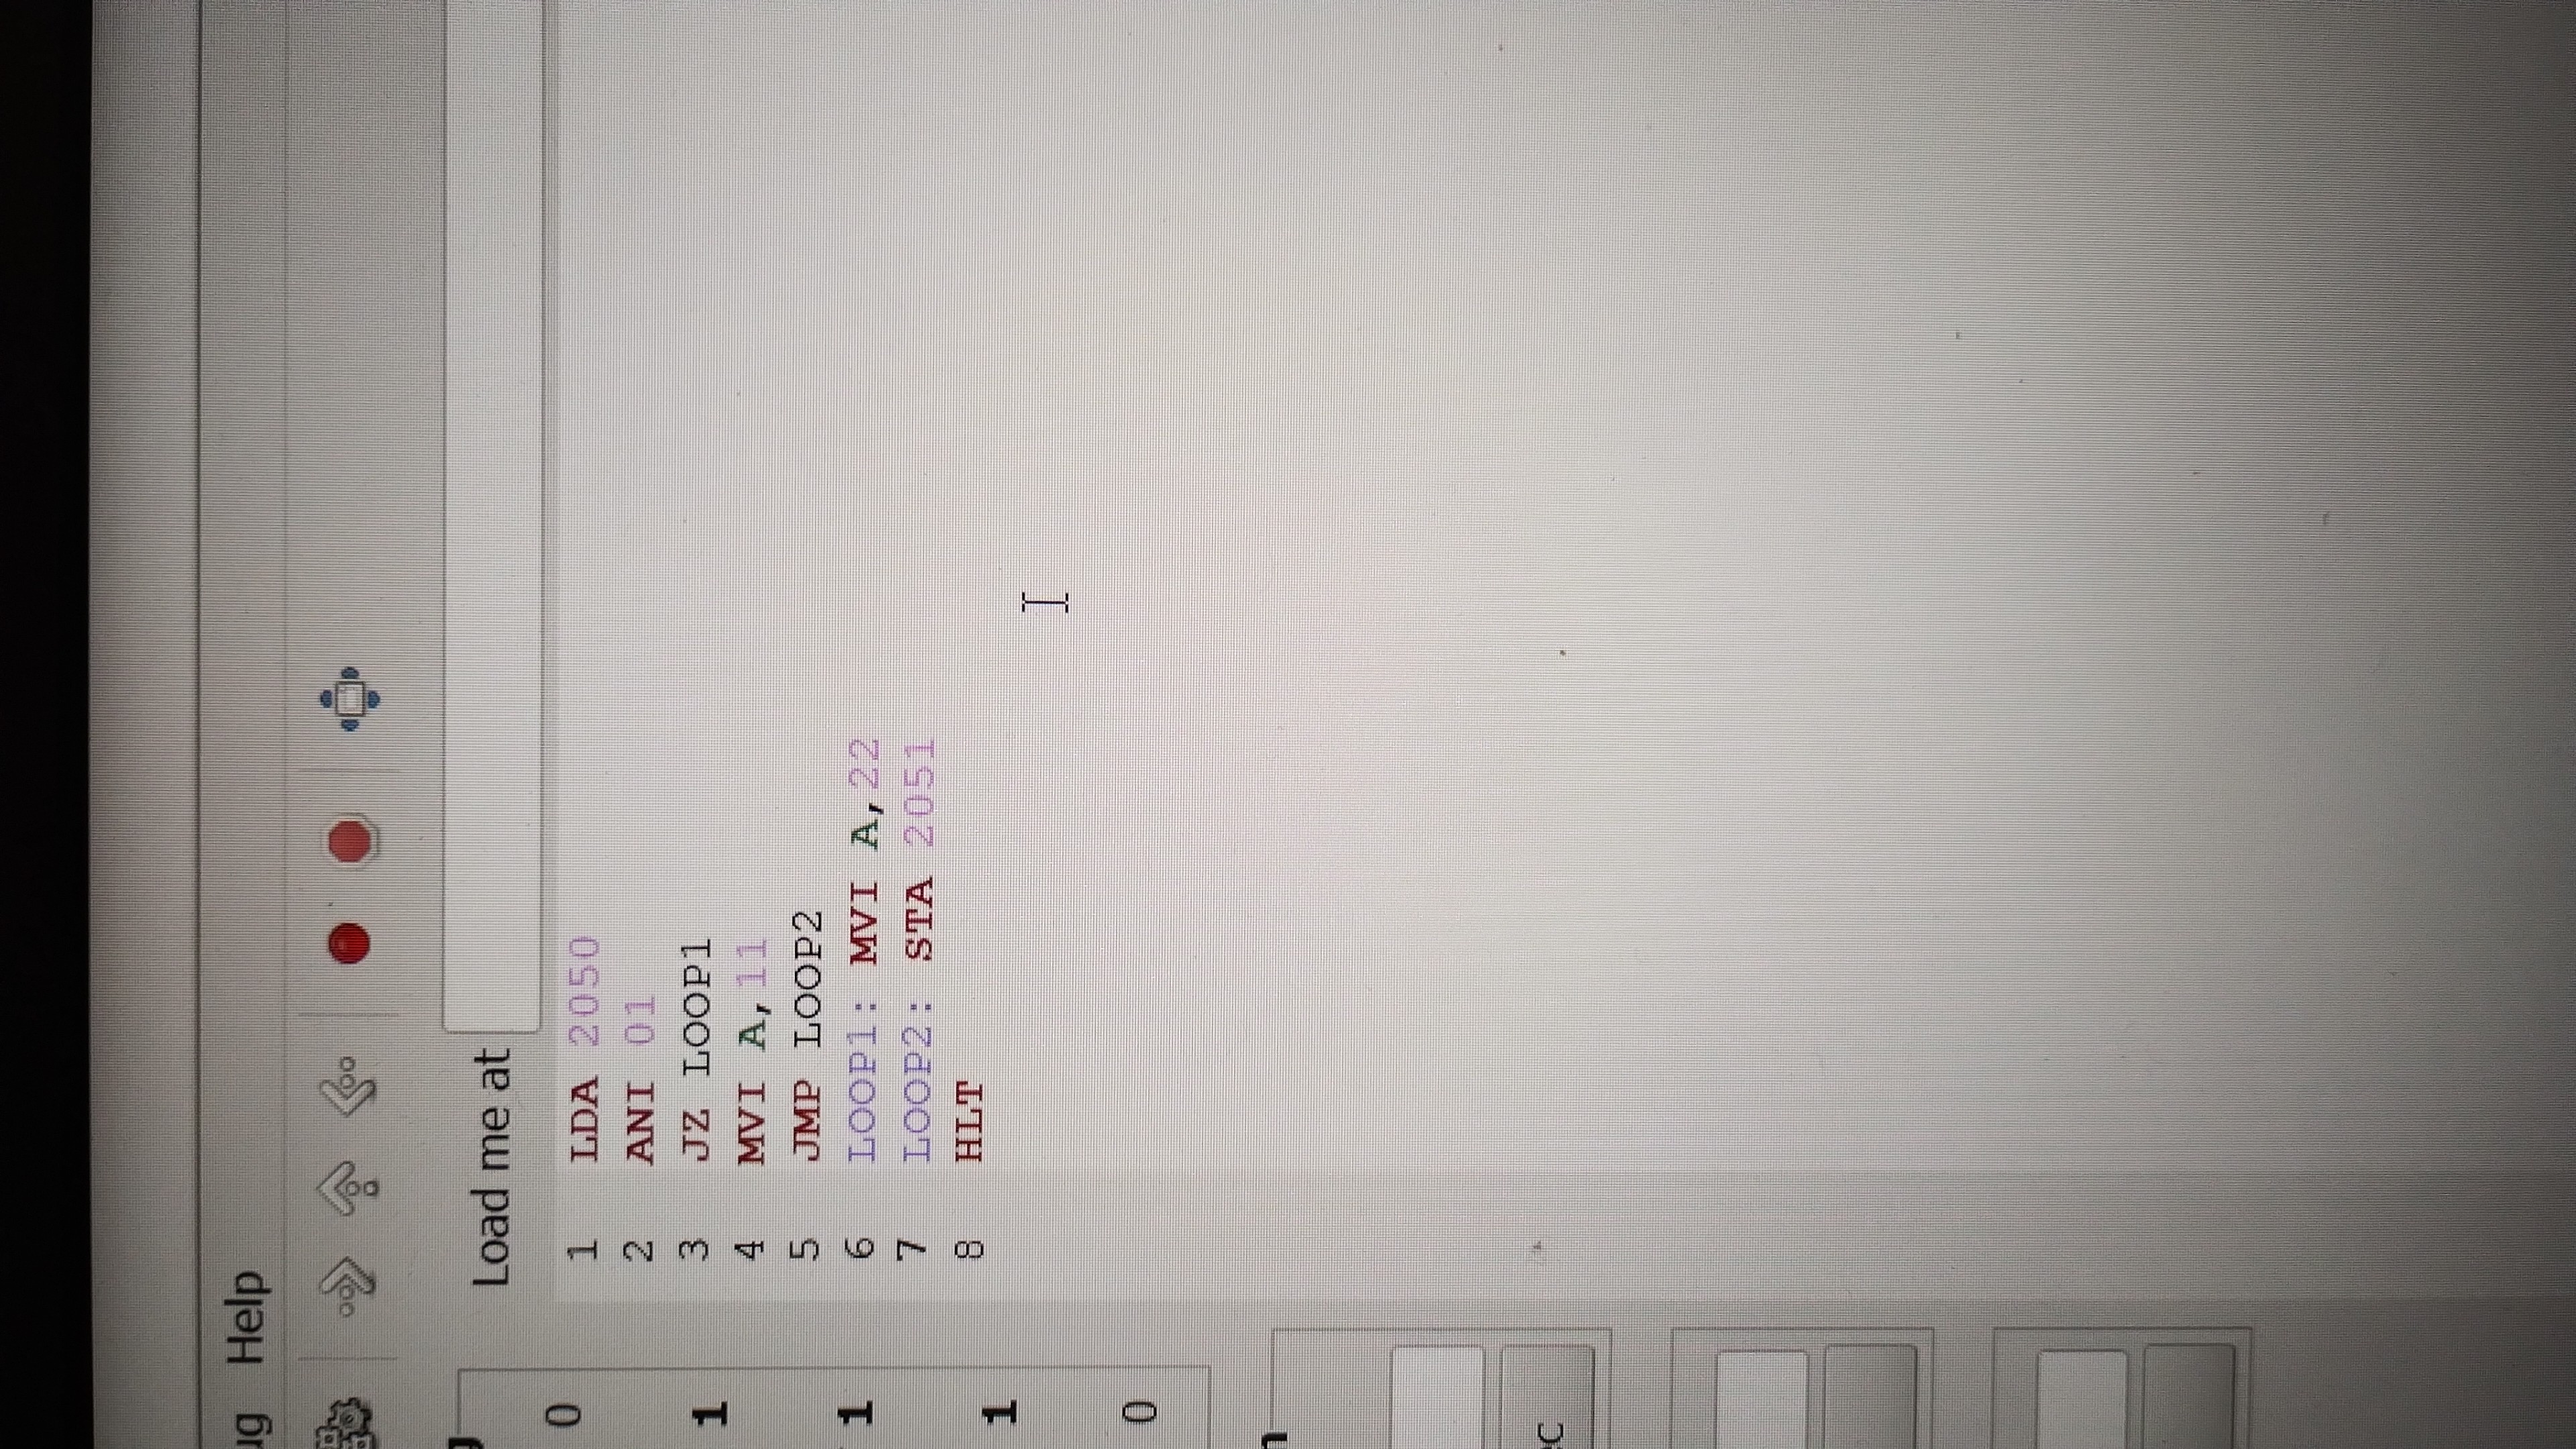 ug Help
Load me at
g
0
1
1
1
0
1 LDA 2050
2 ANI 01
3 JZ LOOP1
4 MVI A,11
5 JMP LOOP2
6 LOOP1: MVI A,22
7 LOOP2: STA 2051
8 HLT
n
ec